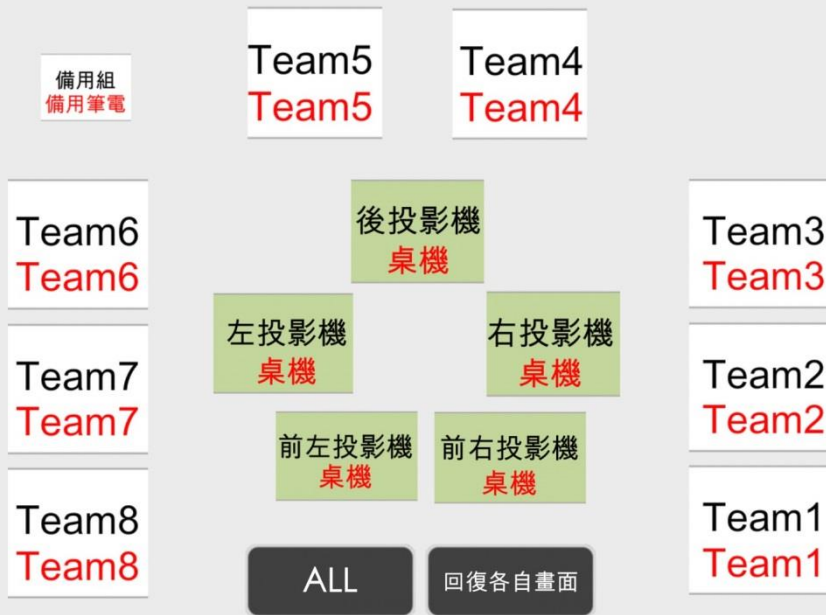 備用組
備用筆電
Team5
Team5
Team4
Team4
Team6
Team6
後投影機
桌機
Team3
Team3
左投影機
桌機
右投影機
桌機
Team7
Team7
Team2
Team2
前左投影機
桌機
前右投影機
桌機
Team8
Team8
Team1
Team1
ALL
回復各自畫面